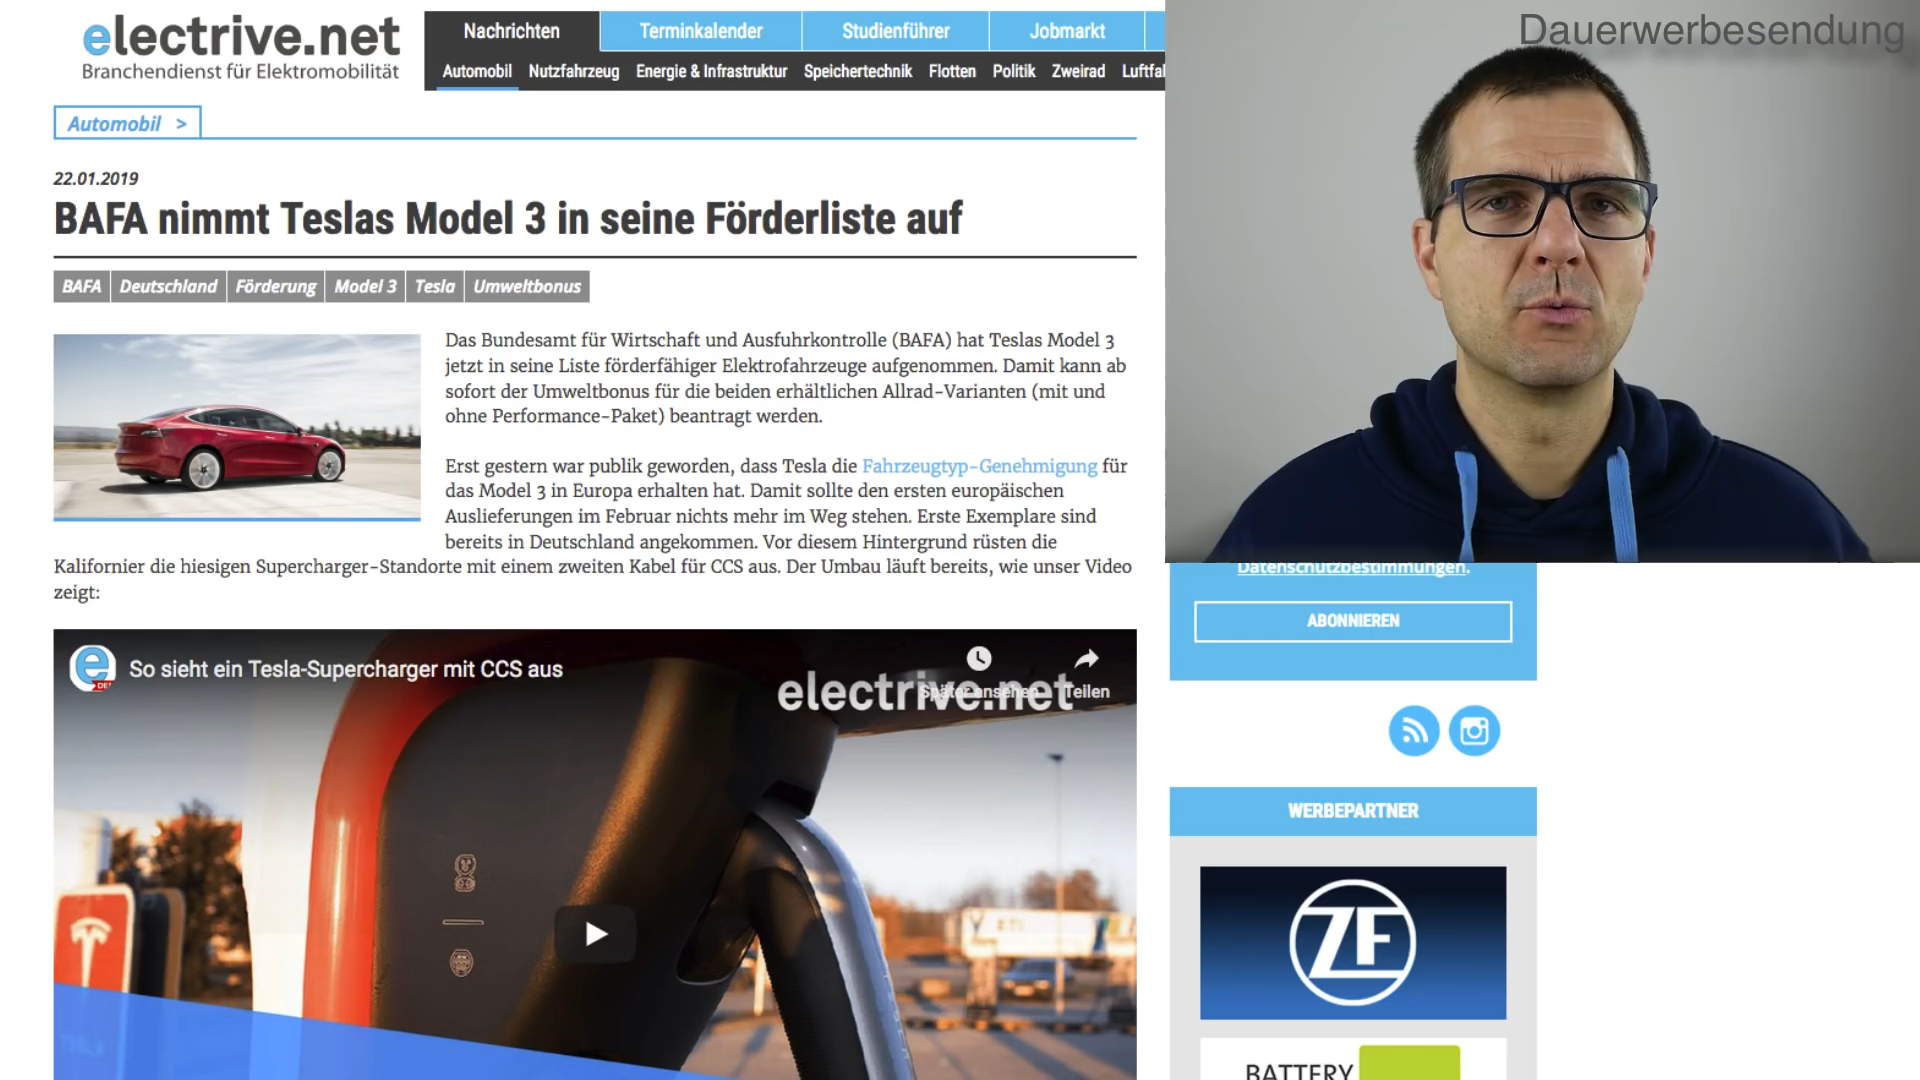 electrive.net
Branchendienst für Elektromobilität
Nachrichten
Terminkalender
Studienführer
Jobmarkt
Automobil
Nutzfahrzeug
Energie & Infrastruktur
Speichertechnik
Flotten
Politik
Zweirad
Dauerwerbesendung
Automobil >
22.01.2019
BAFA nimmt Teslas Model 3 in seine Förderliste auf
BAFA
Deutschland
Förderung
Model 3
Tesla
Umweltbonus
Das Bundesamt für Wirtschaft und Ausfuhrkontrolle (BAFA) hat Teslas Model 3
jetzt in seine Liste förderfähiger Elektrofahrzeuge aufgenommen. Damit kann ab
sofort der Umweltbonus für die beiden erhältlichen Allrad-Varianten (mit und
ohne Performance-Paket) beantragt werden.
Erst gestern war publik geworden, dass Tesla die Fahrzeugtyp-Genehmigung für
das Model 3 in Europa erhalten hat. Damit sollte den ersten europäischen
Auslieferungen im Februar nichts mehr im Weg stehen. Erste Exemplare sind
bereits in Deutschland angekommen. Vor diesem Hintergrund rüsten die
Kalifornier die hiesigen Supercharger-Standorte mit einem zweiten Kabel für CCS aus. Der Umbau läuft bereits, wie unser Video
zeigt:
So sieht ein Tesla-Supercharger mit CCS aus
electrive.net
Später ansehen
Teilen
Datenschutzbestimmungen.
ABONNIEREN
WERBEPARTNER
ZF
BATTERY